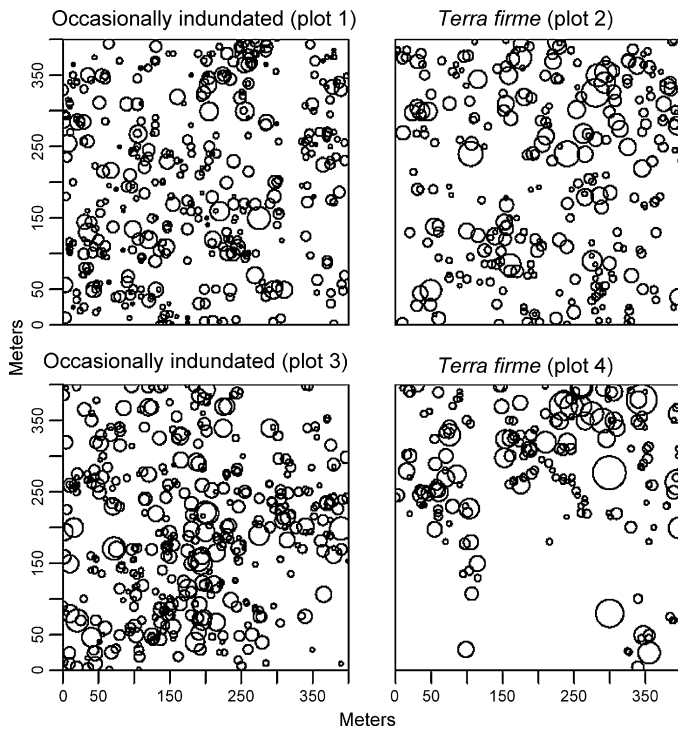 Occasionally indundated (plot 1)
Terra firme (plot 2)
350
250
150
50
0
Meters
Occasionally indundated (plot 3)
Terra firme (plot 4)
350
250
150
50
0
0 50 150 250 350
0 50 150 250 350
Meters